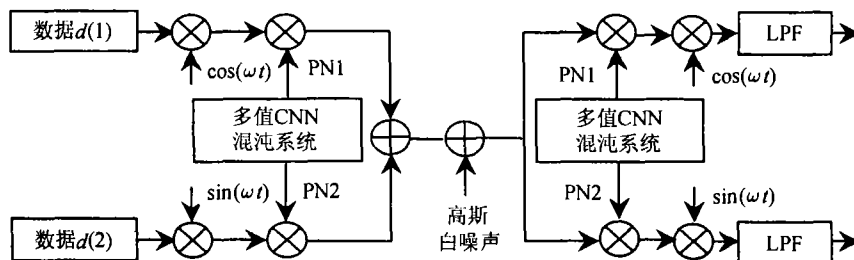 数据d(1)
cos(ωt)
PN1
多值CNN
混沌系统
sin(ωt)
PN2
数据d(2)
高斯
白噪声
PN1
cos(ωt)
LPF
多值CNN
混沌系统
PN2
sin(ωt)
LPF